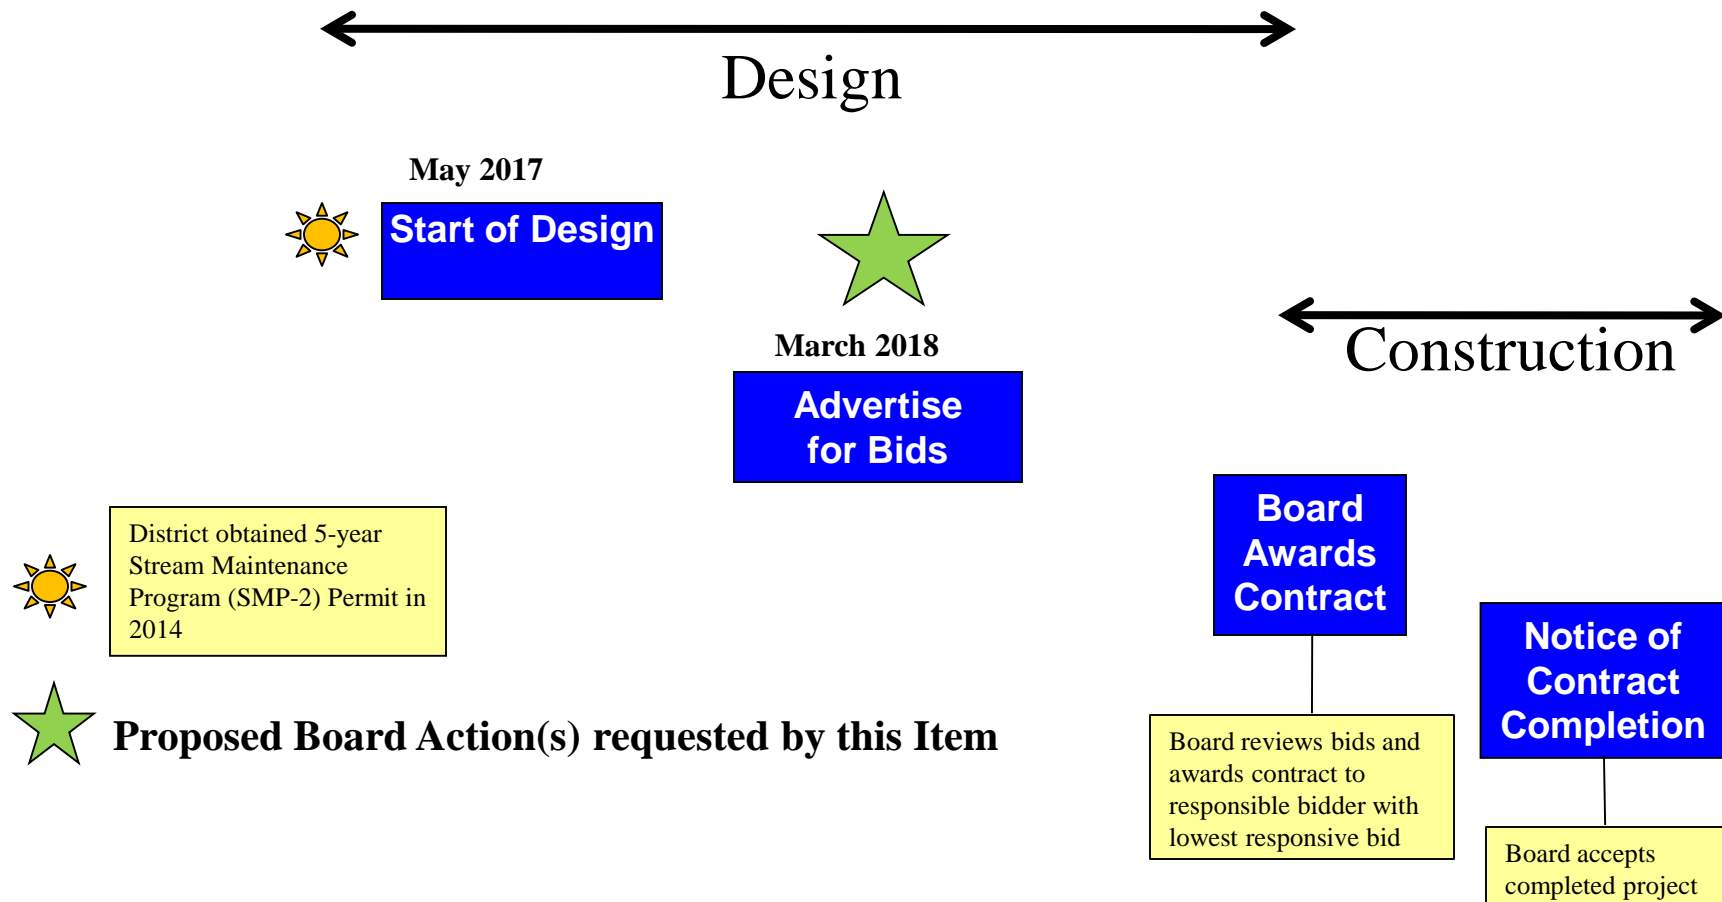 Design
May 2017
Start of Design
March 2018
Advertise
for Bids
Construction
Board
Awards
Contract
Board reviews bids and
awards contract to
responsible bidder with
lowest responsive bid
Notice of
Contract
Completion
Board accepts
completed project
District obtained 5-year
Stream Maintenance
Program (SMP-2) Permit in
2014
Proposed Board Action(s) requested by this Item